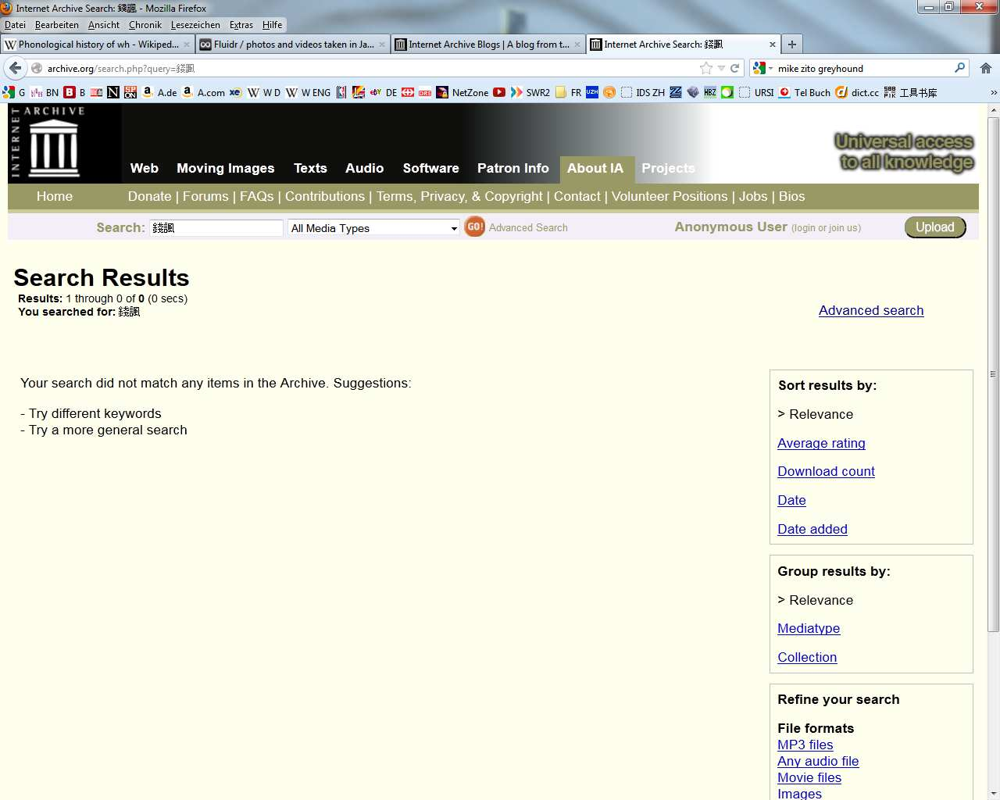 Internet Archive Search: 錢諷 - Mozilla Firefox
Datei Bearbeiten Ansicht Chronik Lesezeichen Extras Hilfe
Phonological history of wh - Wikiped... Fluidr / photos and videos taken in Ja... Internet Archive Blogs | A blog from t... Internet Archive Search: 錢諷
archive.org/search.php?query=錢諷 mike zito greyhound
G BN B A.de A.com W D W ENG DE NetZone SWR2 FR UZH IDS ZH HBZ URSI Tel Buch dict.cc 工具书库 »
INTERNET ARCHIVE
Universal access
to all knowledge
Web Moving Images Texts Audio Software Patron Info About IA Projects
Home Donate | Forums | FAQs | Contributions | Terms, Privacy, & Copyright | Contact | Volunteer Positions | Jobs | Bios
Search: 錢諷 All Media Types GO! Advanced Search Anonymous User (login or join us) Upload
Search Results
Results: 1 through 0 of 0 (0 secs)
You searched for: 錢諷
Advanced search
Your search did not match any items in the Archive. Suggestions:
- Try different keywords
- Try a more general search
Sort results by:
> Relevance
Average rating
Download count
Date
Date added
Group results by:
> Relevance
Mediatype
Collection
Refine your search
File formats
MP3 files
Any audio file
Movie files
Images